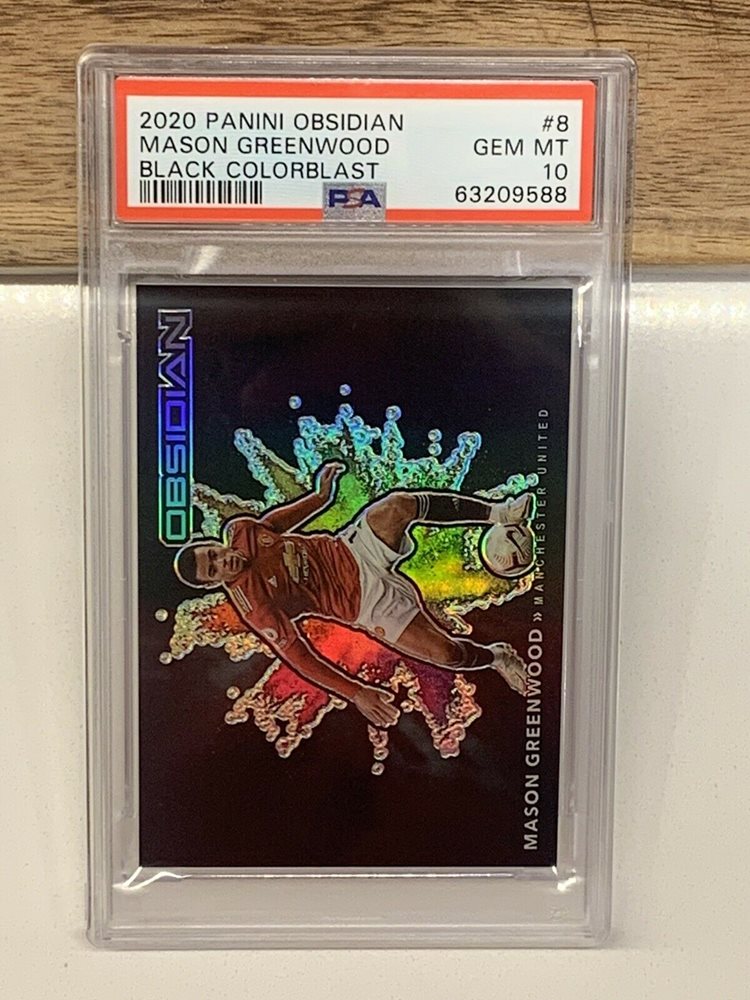 2020 PANINI OBSIDIAN #8
MASON GREENWOOD GEM MT
BLACK COLORBLAST 10
PSA 63209588
OBSIDIAN
MASON GREENWOOD » MANCHESTER UNITED